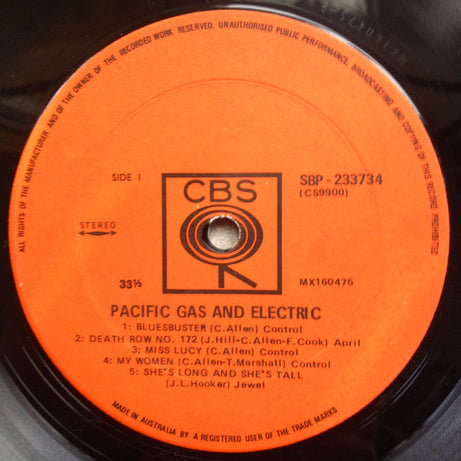 ALL RIGHTS OF THE MANUFACTURER AND OF THE OWNER OF THE RECORDED WORK RESERVED. UNAUTHORISED PUBLIC PERFORMANCE, BROADCASTING AND COPYING OF THIS RECORD PROHIBITED
SIDE I
CBS
SBP-233734
(CS9900)
STEREO
33⅓
MX160475
PACIFIC GAS AND ELECTRIC
1: BLUESBUSTER (C.Allen) Control
2: DEATH ROW NO. 172 (J.Hill-C.Allen-F.Cook) April
3: MISS LUCY (C.Allen) Control
4: MY WOMEN (C.Allen-T.Marshall) Control
5: SHE'S LONG AND SHE'S TALL
(J.L.Hooker) Jewel
MADE IN AUSTRALIA BY A REGISTERED USER OF THE TRADE MARKS